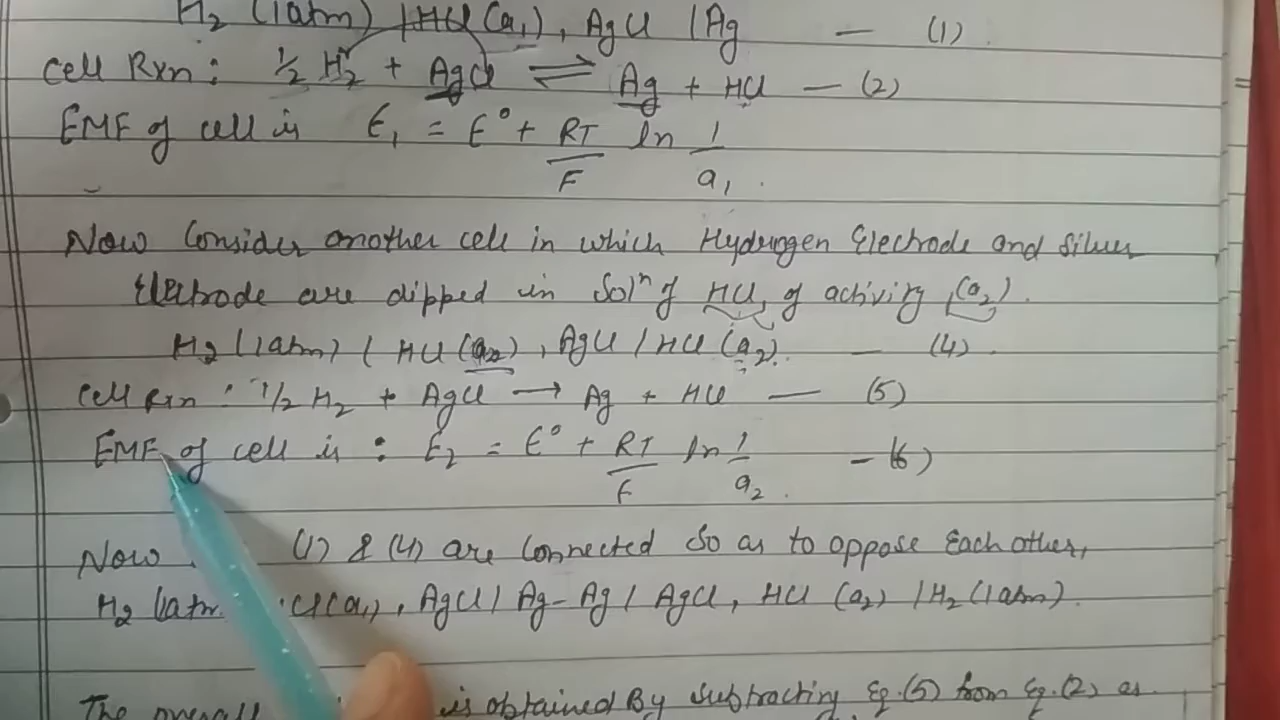 H₂ (1atm) | HCl (a₁), AgCl | Ag — (1)
Cell Rxn: ½ H₂ + AgCl ⇌ Ag + HCl — (2)
EMF of cell is E₁ = E° + RT/F ln 1/a₁.
Now Consider another cell in which Hydrogen Electrode and Silver
Electrode are dipped in Solⁿ of HCl, of activity (a₂).
H₂ (1atm) | HCl (a₂), AgCl / HCl (a₂). — (4)
Cell Rxn: ½ H₂ + AgCl → Ag + HCl — (5)
EMF of cell is : E₂ = E° + RT/F ln 1/a₂. — (6)
Now (1) & (4) are Connected So as to oppose Each other,
H₂ (1atm Cl(a₁), AgCl | Ag - Ag | AgCl, HCl (a₂) | H₂ (1atm).
The overall is obtained By Subtracting Eq.(5) from Eq.(2) as